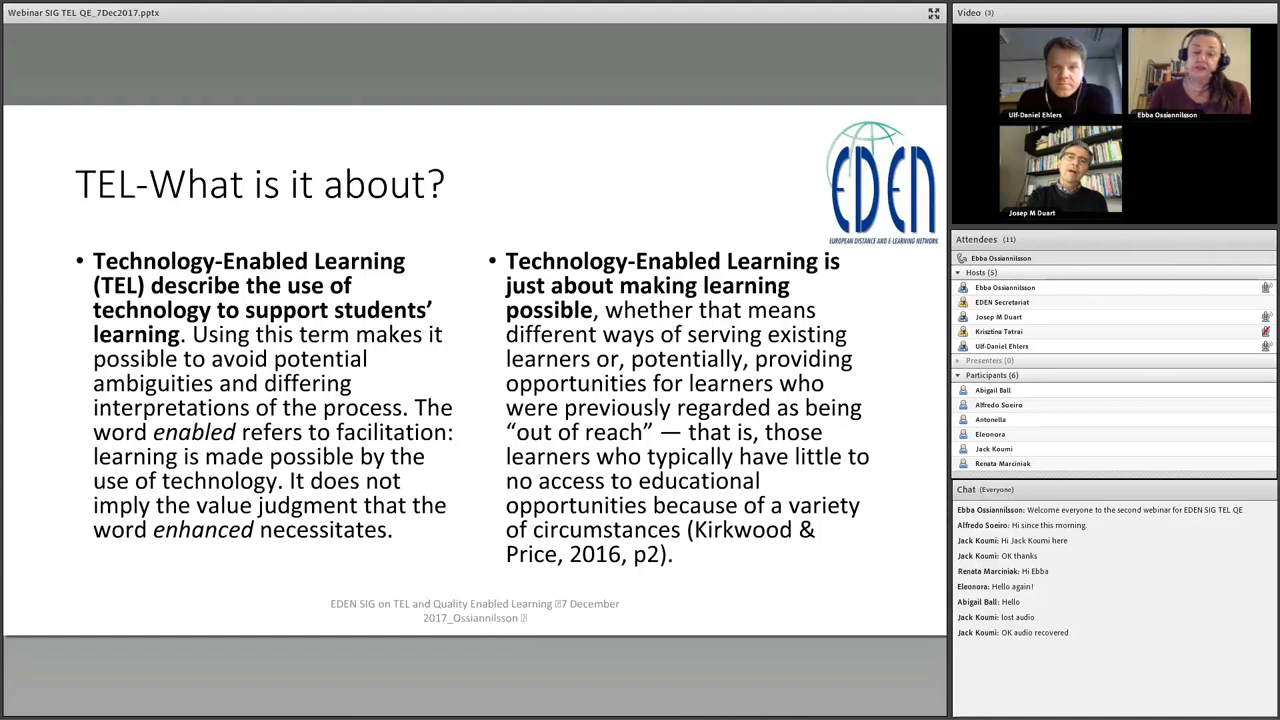 Webinar SIG TEL QE_7Dec2017.pptx
TEL-What is it about?
EDEN
EUROPEAN DISTANCE AND E-LEARNING NETWORK
• Technology-Enabled Learning
(TEL) describe the use of
technology to support students’
learning. Using this term makes it
possible to avoid potential
ambiguities and differing
interpretations of the process. The
word enabled refers to facilitation:
learning is made possible by the
use of technology. It does not
imply the value judgment that the
word enhanced necessitates.
• Technology-Enabled Learning is
just about making learning
possible, whether that means
different ways of serving existing
learners or, potentially, providing
opportunities for learners who
were previously regarded as being
“out of reach” — that is, those
learners who typically have little to
no access to educational
opportunities because of a variety
of circumstances (Kirkwood &
Price, 2016, p2).
EDEN SIG on TEL and Quality Enabled Learning 7 December
2017_Ossiannilsson
Video (3)
Ulf-Daniel Ehlers
Ebba Ossiannilsson
Josep M Duart
Attendees (11)
Ebba Ossiannilsson
Hosts (5)
Ebba Ossiannilsson
EDEN Secretariat
Josep M Duart
Krisztina Tatrai
Ulf-Daniel Ehlers
Presenters (0)
Participants (6)
Abigail Ball
Alfredo Soeiro
Antonella
Eleonora
Jack Koumi
Renata Marciniak
Chat (Everyone)
Ebba Ossiannilsson: Welcome everyone to the second webinar for EDEN SIG TEL QE
Alfredo Soeiro: Hi since this morning.
Jack Koumi: Hi Jack Koumi here
Jack Koumi: OK thanks
Renata Marciniak: Hi Ebba
Eleonora: Hello again!
Abigail Ball: Hello
Jack Koumi: lost audio
Jack Koumi: OK audio recovered